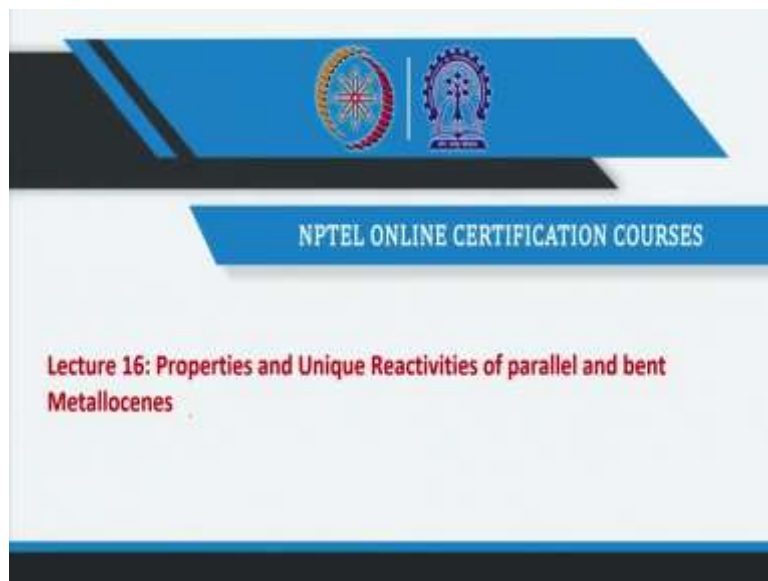 NPTEL ONLINE CERTIFICATION COURSES
Lecture 16: Properties and Unique Reactivities of parallel and bent
Metallocenes